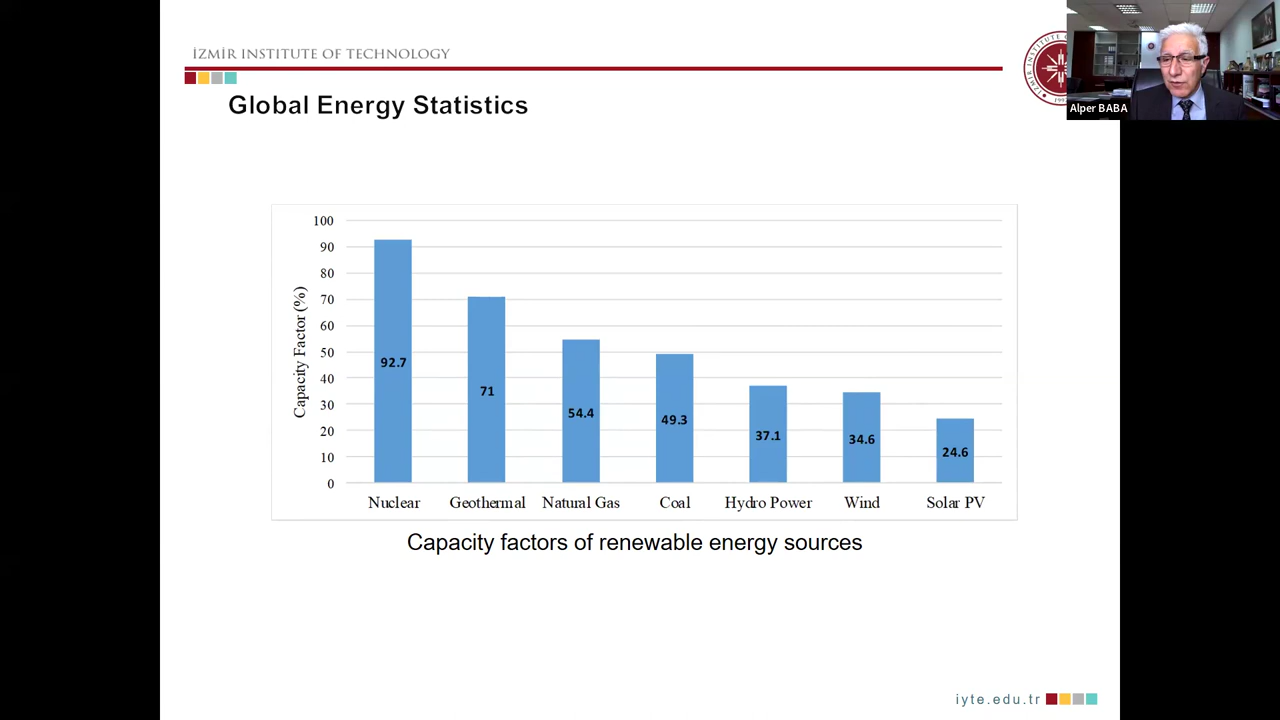 İZMİR INSTITUTE OF TECHNOLOGY
Global Energy Statistics
Alper BABA
Capacity Factor (%)
100
90
80
70
60
50
40
30
20
10
0
92.7
71
54.4
49.3
37.1
34.6
24.6
Nuclear Geothermal Natural Gas Coal Hydro Power Wind Solar PV
Capacity factors of renewable energy sources
iyte.edu.tr